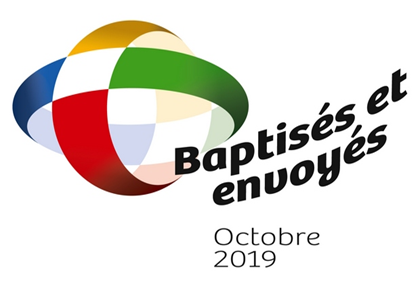 Baptisés et
envoyés
Octobre
2019